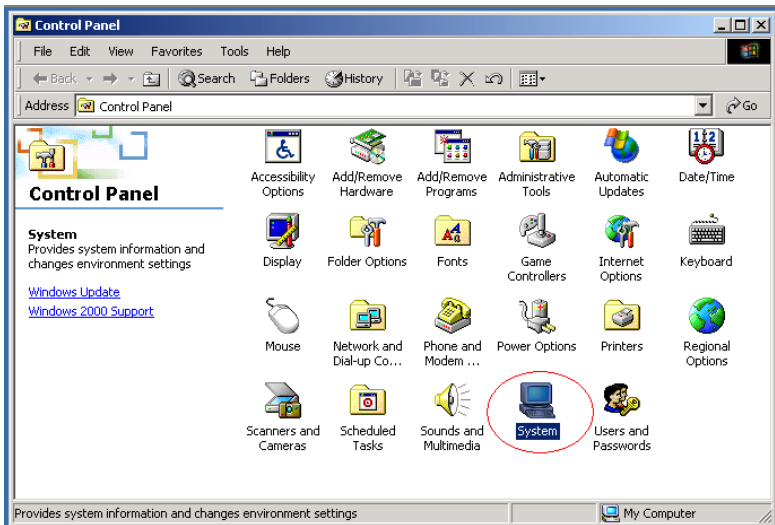 Control Panel
File Edit View Favorites Tools Help
Back Search Folders History
Address Control Panel Go
Control Panel
System
Provides system information and
changes environment settings
Windows Update
Windows 2000 Support
Accessibility
Options
Add/Remove
Hardware
Add/Remove
Programs
Administrative
Tools
Automatic
Updates
Date/Time
Display
Folder Options
Fonts
Game
Controllers
Internet
Options
Keyboard
Mouse
Network and
Dial-up Co...
Phone and
Modem ...
Power Options
Printers
Regional
Options
Scanners and
Cameras
Scheduled
Tasks
Sounds and
Multimedia
System
Users and
Passwords
Provides system information and changes environment settings
My Computer